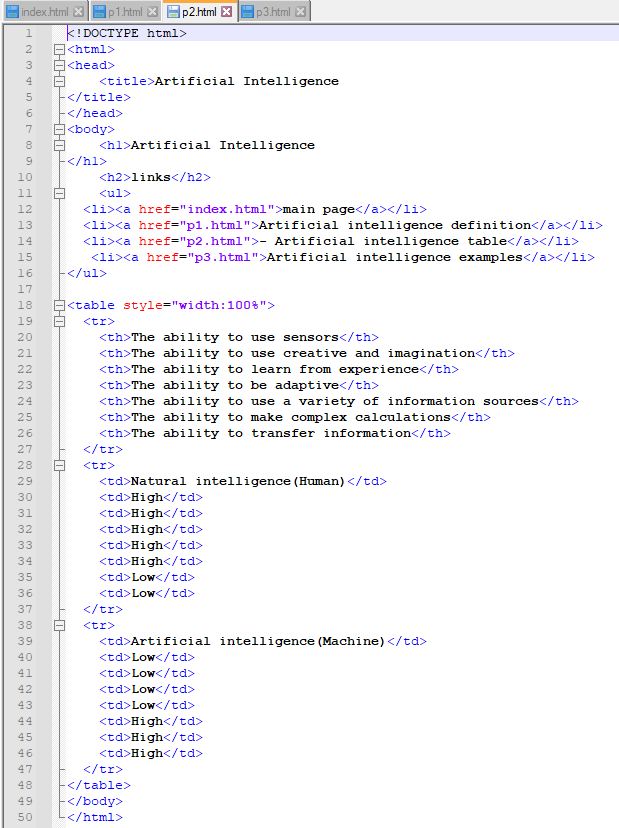 index.html p1.html p2.html p3.html
1 <!DOCTYPE html>
2 <html>
3 <head>
4     <title>Artificial Intelligence
5 </title>
6 </head>
7 <body>
8     <h1>Artificial Intelligence
9 </h1>
10     <h2>links</h2>
11     <ul>
12   <li><a href="index.html">main page</a></li>
13   <li><a href="p1.html">Artificial intelligence definition</a></li>
14   <li><a href="p2.html">- Artificial intelligence table</a></li>
15    <li><a href="p3.html">Artificial intelligence examples</a></li>
16 </ul>
17
18 <table style="width:100%">
19   <tr>
20     <th>The ability to use sensors</th>
21     <th>The ability to use creative and imagination</th>
22     <th>The ability to learn from experience</th>
23     <th>The ability to be adaptive</th>
24     <th>The ability to use a variety of information sources</th>
25     <th>The ability to make complex calculations</th>
26     <th>The ability to transfer information</th>
27   </tr>
28   <tr>
29     <td>Natural intelligence(Human)</td>
30     <td>High</td>
31     <td>High</td>
32     <td>High</td>
33     <td>High</td>
34     <td>High</td>
35     <td>Low</td>
36     <td>Low</td>
37   </tr>
38   <tr>
39     <td>Artificial intelligence(Machine)</td>
40     <td>Low</td>
41     <td>Low</td>
42     <td>Low</td>
43     <td>Low</td>
44     <td>High</td>
45     <td>High</td>
46     <td>High</td>
47   </tr>
48 </table>
49 </body>
50 </html>